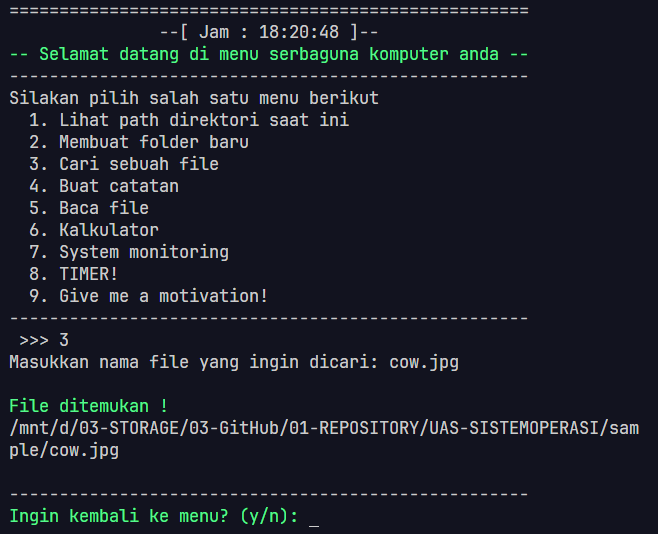 ====================================================
--[ Jam : 18:20:48 ]--
-- Selamat datang di menu serbaguna komputer anda --
----------------------------------------------------
Silakan pilih salah satu menu berikut
1. Lihat path direktori saat ini
2. Membuat folder baru
3. Cari sebuah file
4. Buat catatan
5. Baca file
6. Kalkulator
7. System monitoring
8. TIMER!
9. Give me a motivation!
----------------------------------------------------
>>> 3
Masukkan nama file yang ingin dicari: cow.jpg
File ditemukan !
/mnt/d/03-STORAGE/03-GitHub/01-REPOSITORY/UAS-SISTEMOPERASI/sam
ple/cow.jpg
----------------------------------------------------
Ingin kembali ke menu? (y/n): _